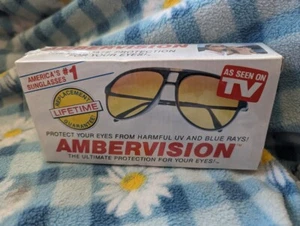 AMBERVISION
AMERICA'S #1
SUNGLASSES
REPLACEMENT
LIFETIME
GUARANTEE
AS SEEN ON
TV
PROTECT YOUR EYES FROM HARMFUL UV AND BLUE RAYS!
AMBERVISION™
THE ULTIMATE PROTECTION FOR YOUR EYES!